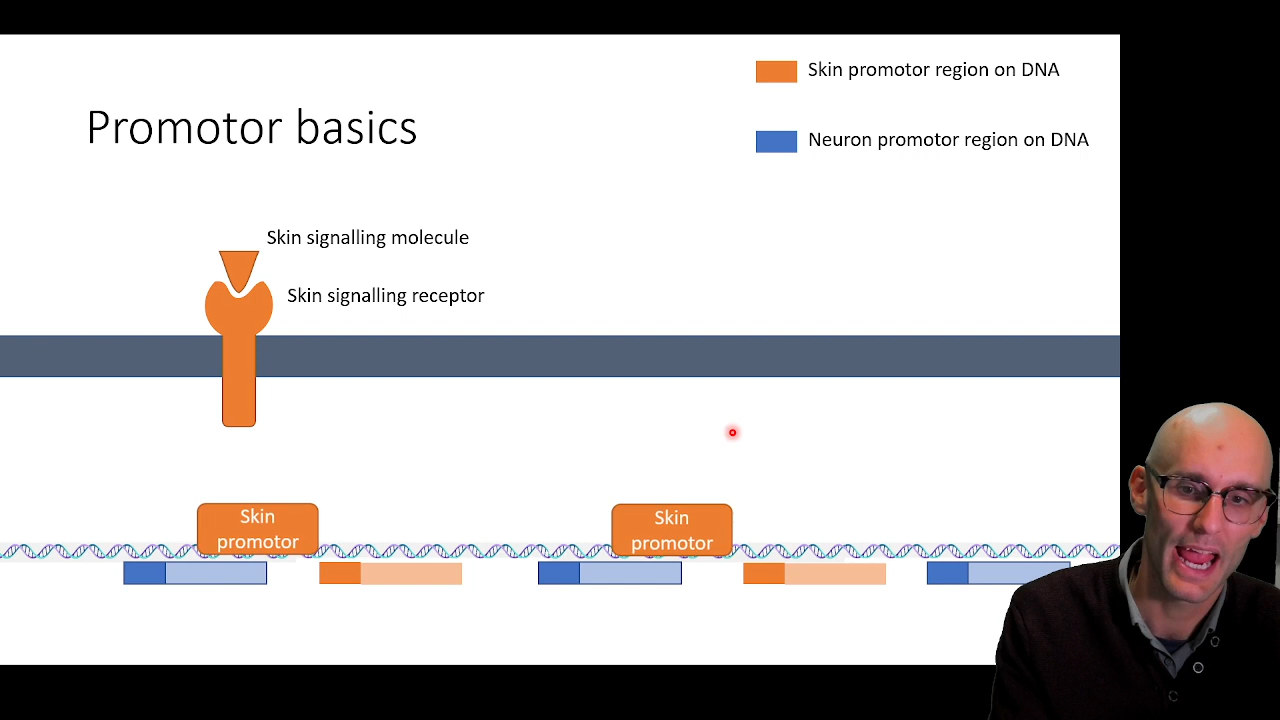 Skin promotor region on DNA
Promotor basics
Neuron promotor region on DNA
Skin signalling molecule
Skin signalling receptor
Skin
promotor
Skin
promotor